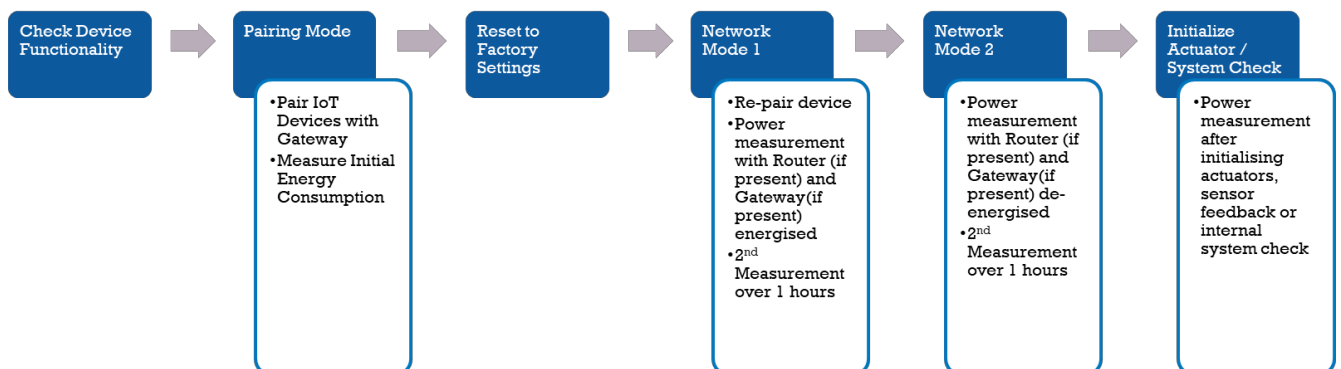 Check Device
Functionality
Pairing Mode
•Pair IoT
Devices with
Gateway
•Measure Initial
Energy
Consumption
Reset to
Factory
Settings
Network
Mode 1
•Re-pair device
•Power
measurement
with Router (if
present) and
Gateway(if
present)
energised
•2nd
Measurement
over 1 hours
Network
Mode 2
•Power
measurement
with Router (if
present) and
Gateway(if
present) de-
energised
•2nd
Measurement
over 1 hours
Initialize
Actuator /
System Check
•Power
measurement
after
initialising
actuators,
sensor
feedback or
internal
system check